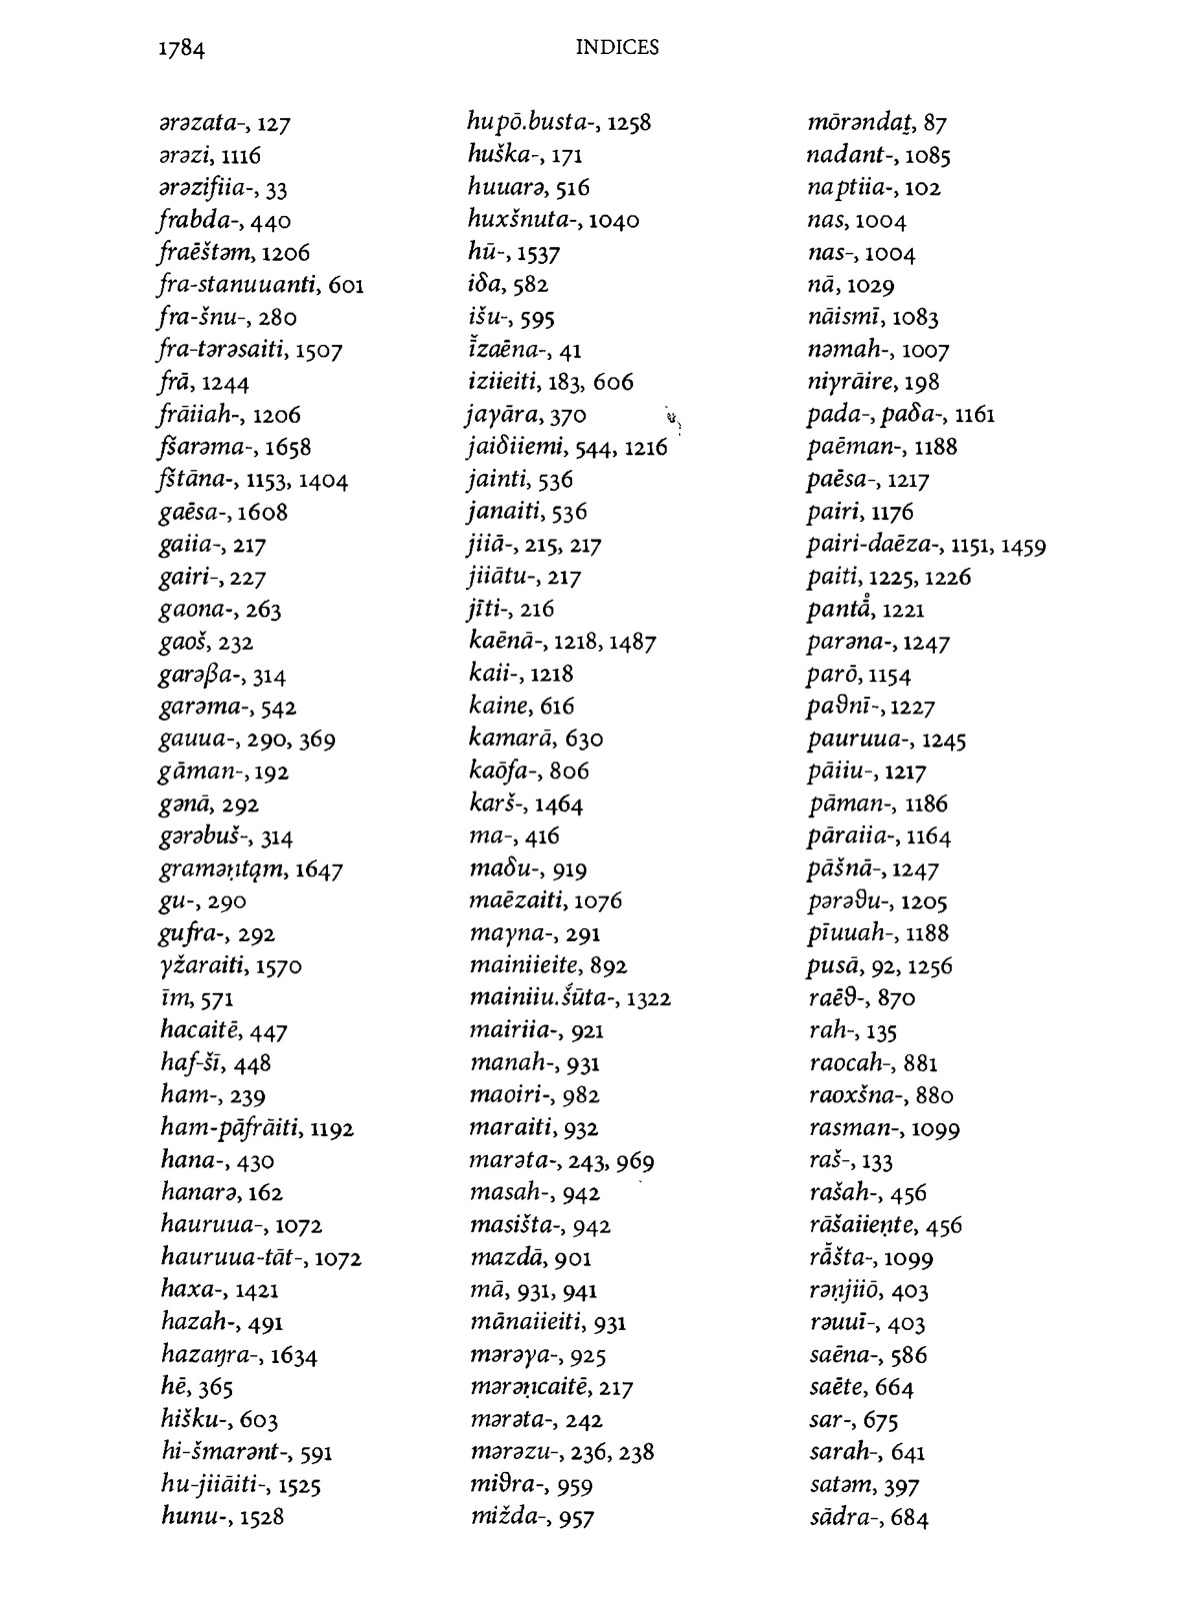 1784
INDICES
ərəzata-, 127
ərəzi, 1116
ərəzifiia-, 33
frabda-, 440
fraēštəm, 1206
fra-stanuuanti, 601
fra-šnu-, 280
fra-tərəsaiti, 1507
frā, 1244
frāiiah-, 1206
fšarəma-, 1658
fštāna-, 1153, 1404
gaēsa-, 1608
gaiia-, 217
gairi-, 227
gaona-, 263
gaoš, 232
garəβa-, 314
garəma-, 542
gauua-, 290, 369
gāman-, 192
gənā, 292
gərəbuš-, 314
graməṇtąm, 1647
gu-, 290
gufra-, 292
γžaraiti, 1570
īm, 571
hacaitē, 447
haf-šī, 448
ham-, 239
ham-pāfrāiti, 1192
hana-, 430
hanarə, 162
hauruua-, 1072
hauruua-tāt-, 1072
haxa-, 1421
hazah-, 491
hazaŋra-, 1634
hē, 365
hišku-, 603
hi-šmarənt-, 591
hu-jiiāiti-, 1525
hunu-, 1528
hupō.busta-, 1258
huška-, 171
huuarə, 516
huxšnuta-, 1040
hū-, 1537
iδa, 582
išu-, 595
ī̆zaēna-, 41
iziieiti, 183, 606
jaγāra, 370
jaiδiiemi, 544, 1216
jainti, 536
janaiti, 536
jiiā-, 215, 217
jiiātu-, 217
jīti-, 216
kaēnā-, 1218, 1487
kaii-, 1218
kaine, 616
kamarā, 630
kaōfa-, 806
karš-, 1464
ma-, 416
maδu-, 919
maēzaiti, 1076
maγna-, 291
mainiieite, 892
mainiiu.š́ūta-, 1322
mairiia-, 921
manah-, 931
maoiri-, 982
maraiti, 932
marəta-, 243, 969
masah-, 942
masišta-, 942
mazdā, 901
mā, 931, 941
mānaiieiti, 931
mərəγa-, 925
mərəṇcaitē, 217
mərəta-, 242
mərəzu-, 236, 238
miϑra-, 959
mižda-, 957
mōrəndat̰, 87
nadant-, 1085
naptiia-, 102
nas, 1004
nas-, 1004
nā, 1029
nāismī, 1083
nəmah-, 1007
niγrāire, 198
pada-, paδa-, 1161
paēman-, 1188
paēsa-, 1217
pairi, 1176
pairi-daēza-, 1151, 1459
paiti, 1225, 1226
pantā̊, 1221
parəna-, 1247
parō, 1154
paϑnī-, 1227
pauruua-, 1245
pāiiu-, 1217
pāman-, 1186
pāraiia-, 1164
pāšnā-, 1247
pərəϑu-, 1205
pīuuah-, 1188
pusā, 92, 1256
raēϑ-, 870
rah-, 135
raocah-, 881
raoxšna-, 880
rasman-, 1099
raš-, 133
rašah-, 456
rāšaiieṇte, 456
rā̆šta-, 1099
rəṇjiiō, 403
rəuuī-, 403
saēna-, 586
saēte, 664
sar-, 675
sarah-, 641
satəm, 397
sādra-, 684